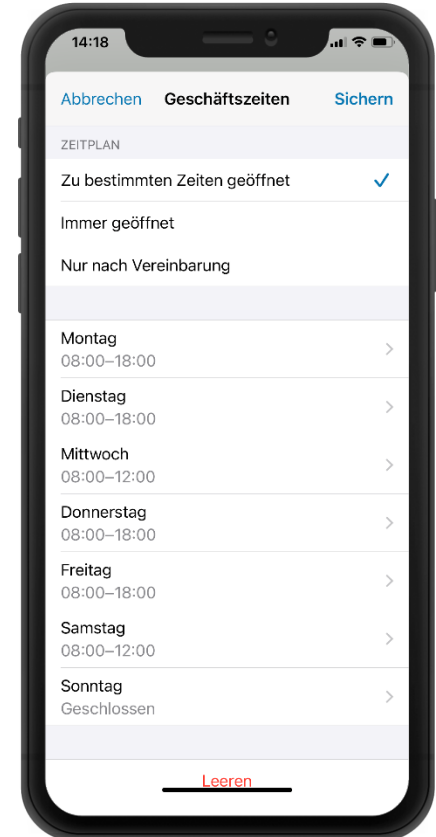 14:18
Abbrechen Geschäftszeiten Sichern
ZEITPLAN
Zu bestimmten Zeiten geöffnet
Immer geöffnet
Nur nach Vereinbarung
Montag
08:00–18:00
Dienstag
08:00–18:00
Mittwoch
08:00–12:00
Donnerstag
08:00–18:00
Freitag
08:00–18:00
Samstag
08:00–12:00
Sonntag
Geschlossen
Leeren